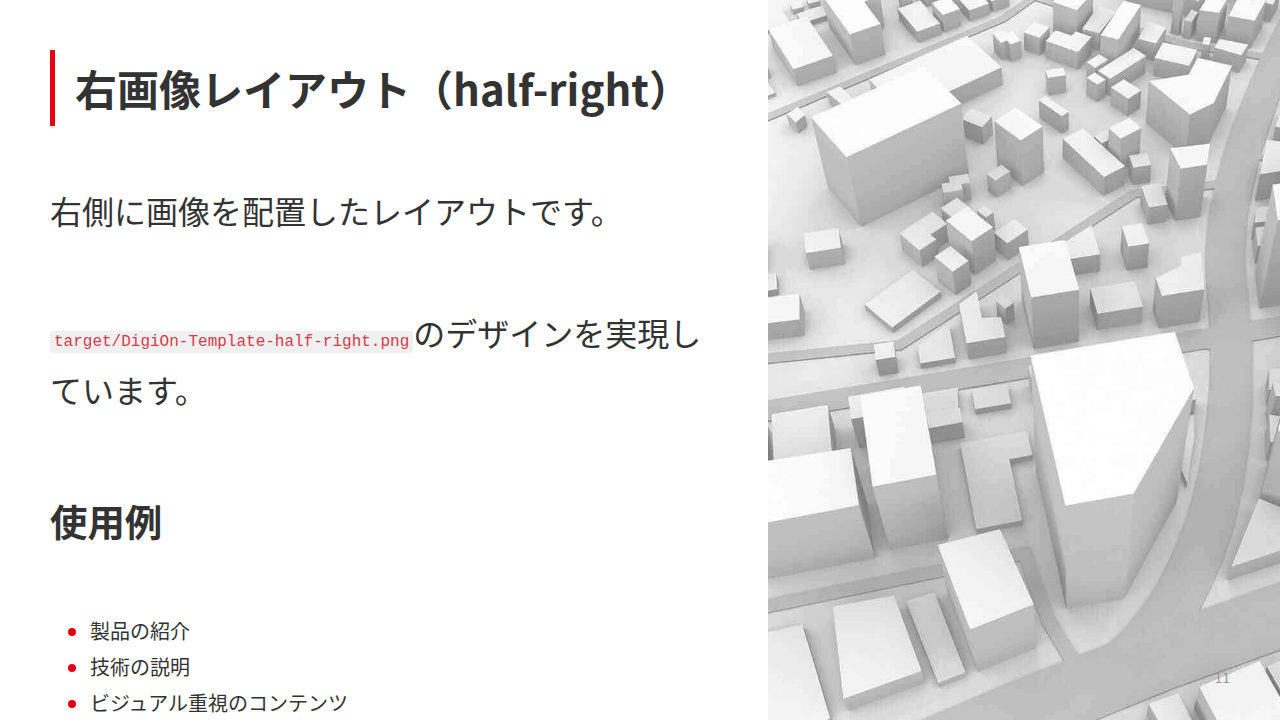 右画像レイアウト（half-right）
右側に画像を配置したレイアウトです。
target/DigiOn-Template-half-right.pngのデザインを実現し
ています。
使用例
製品の紹介
技術の説明
ビジュアル重視のコンテンツ
11